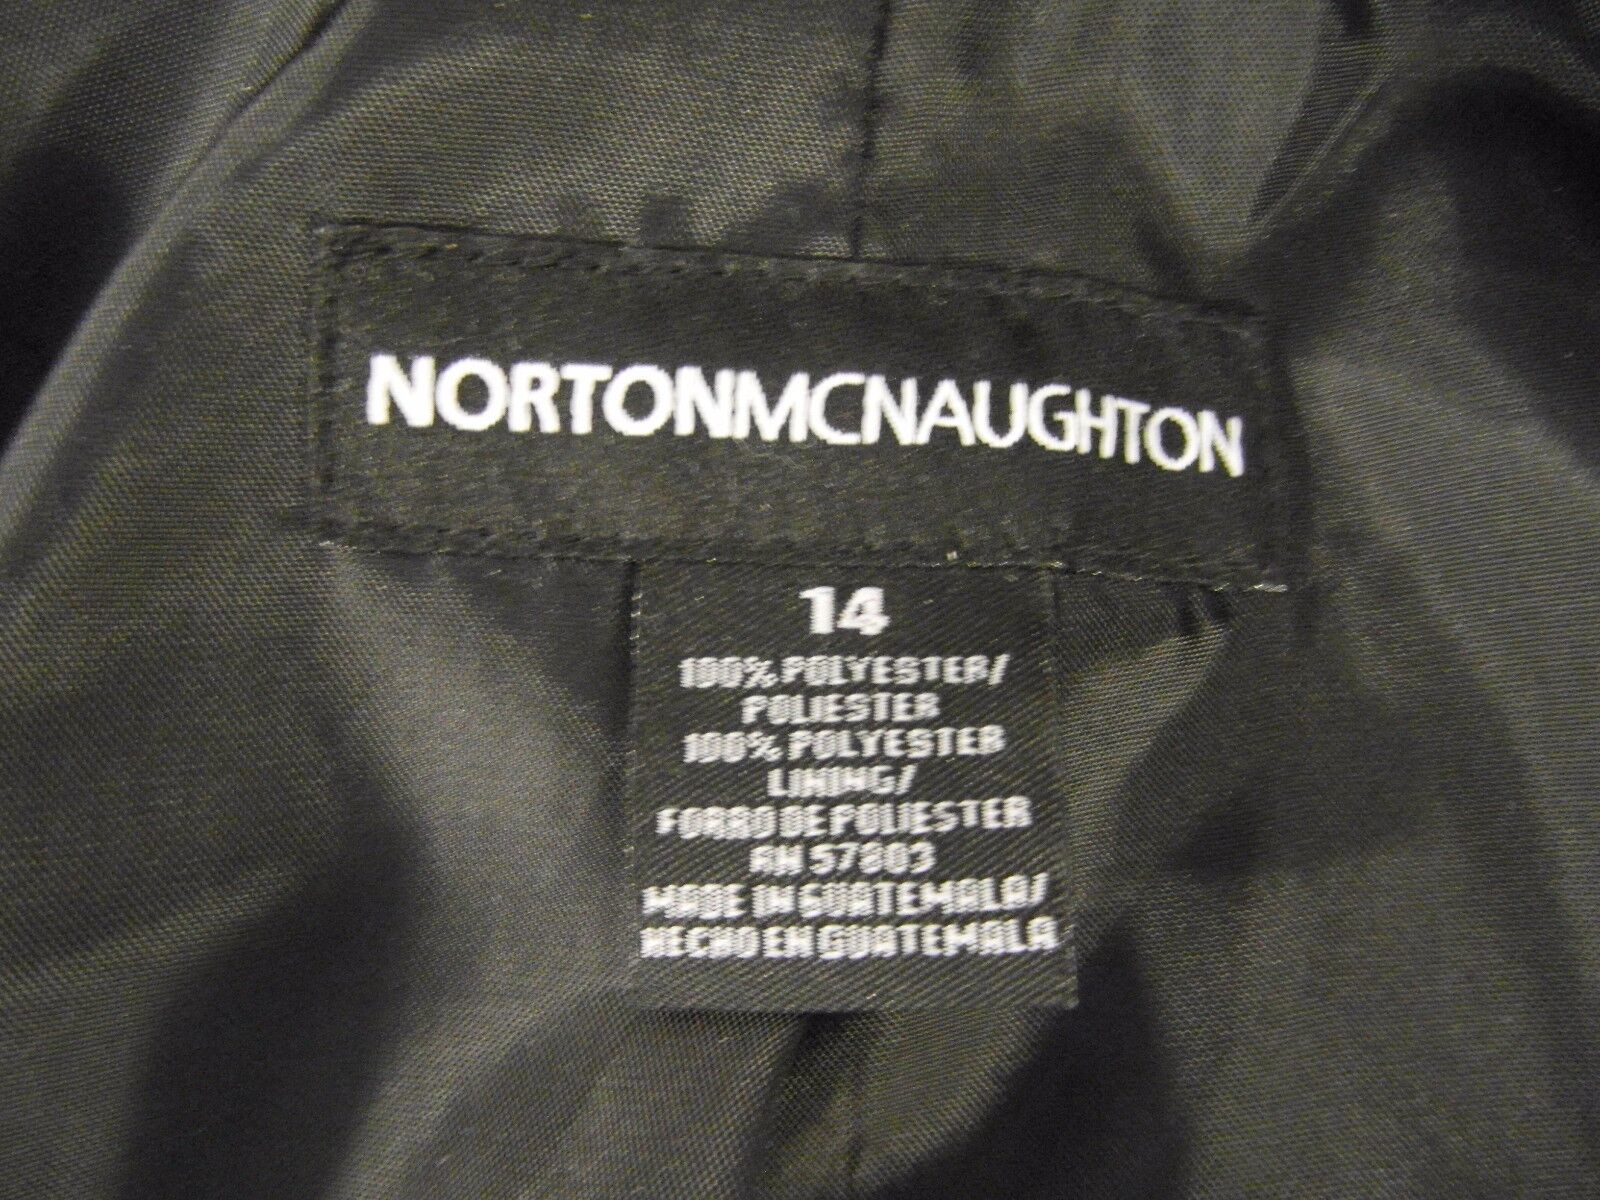 NORTONMCNAUGHTON
14
100% POLYESTER/
POLIESTER
100% POLYESTER
LINING/
FORRO DE POLIESTER
RN 57803
MADE IN GUATEMALA/
HECHO EN GUATEMALA